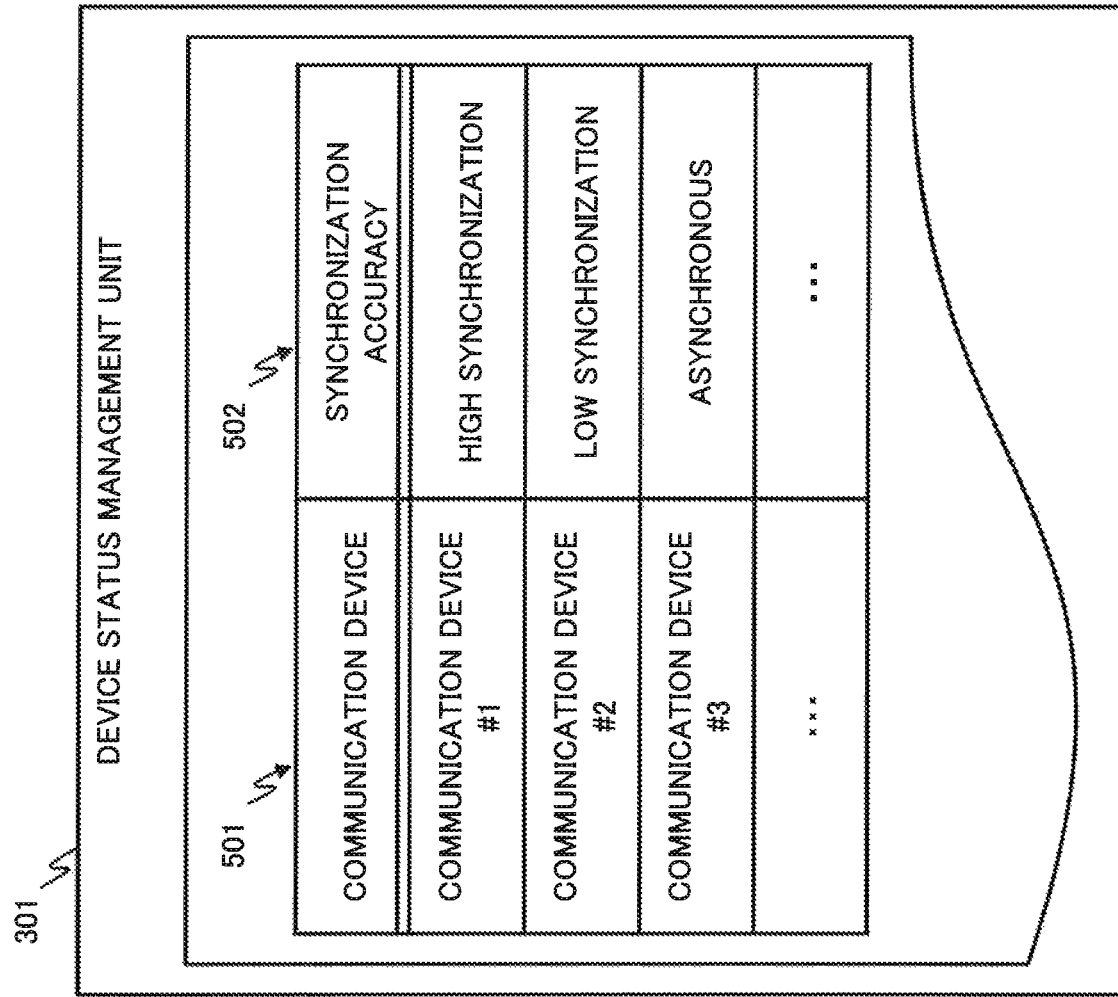 301
DEVICE STATUS MANAGEMENT UNIT
501
502
COMMUNICATION DEVICE
SYNCHRONIZATION
ACCURACY
COMMUNICATION DEVICE
#1
HIGH SYNCHRONIZATION
COMMUNICATION DEVICE
#2
LOW SYNCHRONIZATION
COMMUNICATION DEVICE
#3
ASYNCHRONOUS
...
...